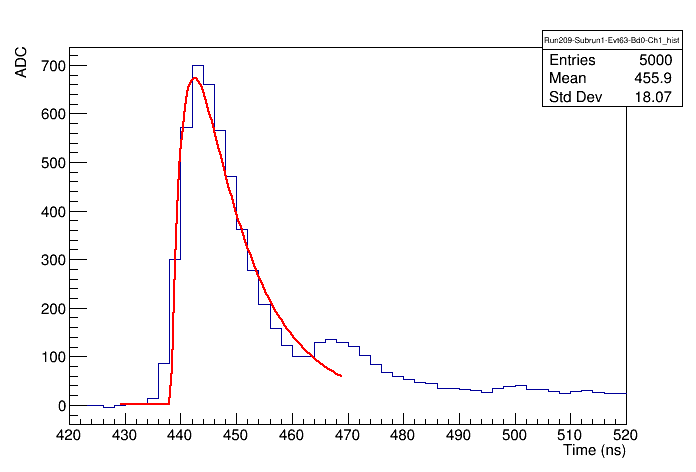 Run209-Subrun1-Evt63-Bd0-Ch1_hist
Entries 5000
Mean 455.9
Std Dev 18.07
ADC
700
600
500
400
300
200
100
0
420 430 440 450 460 470 480 490 500 510 520
Time (ns)